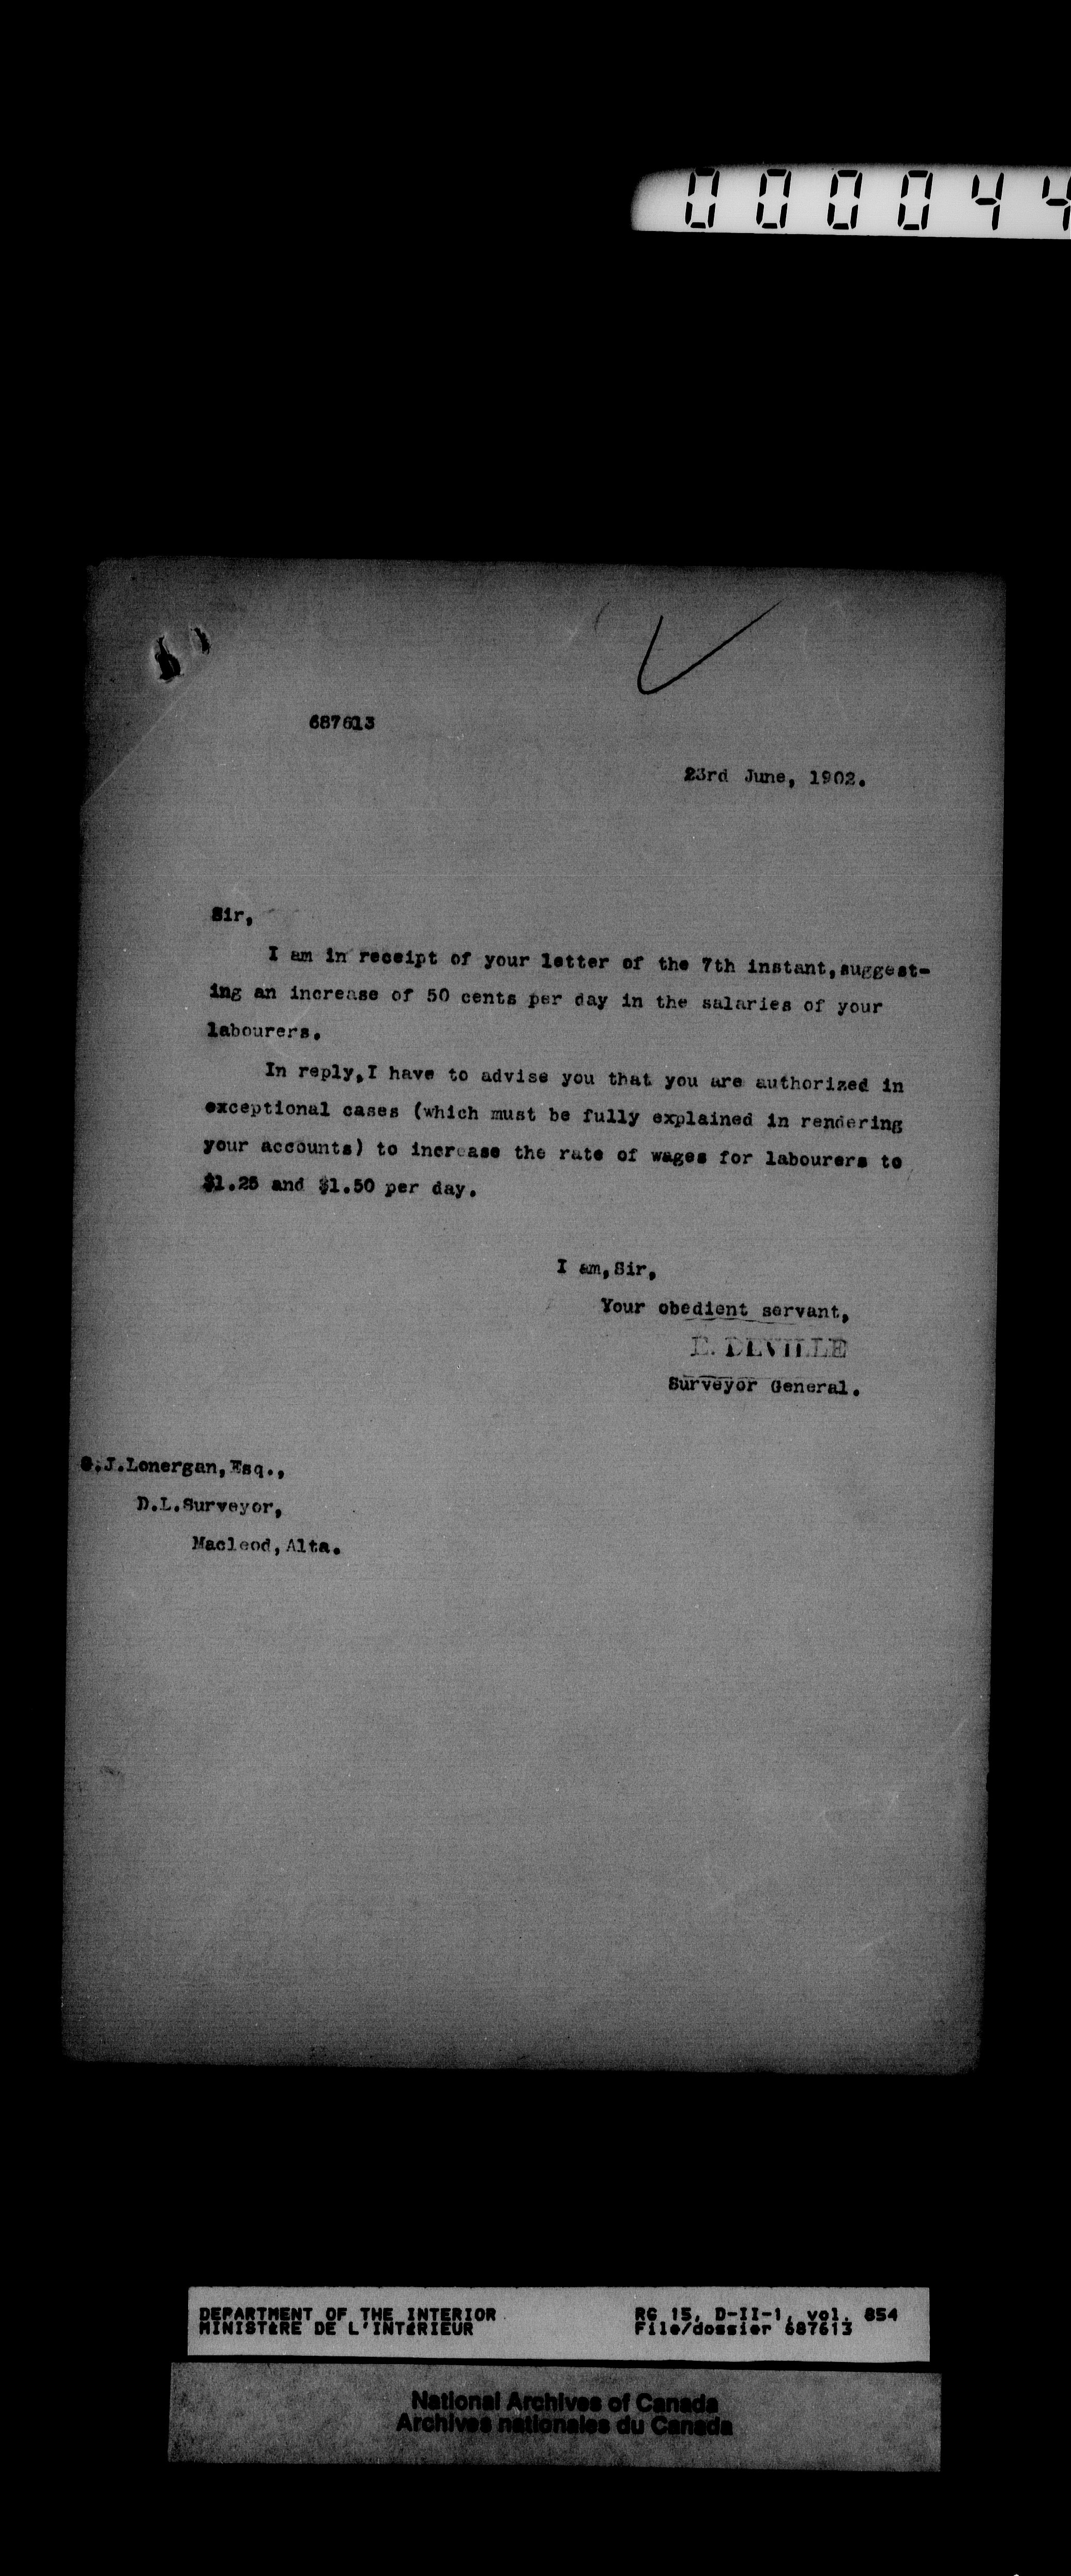 000044
687613
23rd June, 1902.
Sir,
I am in receipt of your letter of the 7th instant,suggest-
ing an increase of 50 cents per day in the salaries of your
labourers.
In reply,I have to advise you that you are authorized in
exceptional cases (which must be fully explained in rendering
your accounts) to increase the rate of wages for labourers to
$1.25 and $1.50 per day.
I am,Sir,
Your obedient servant,
E. DEVILLE
Surveyor General.
J.Lonergan,Esq.,
D.L.Surveyor,
Macleod,Alta.
DEPARTMENT OF THE INTERIOR
MINISTÈRE DE L'INTÉRIEUR
RG 15, D-II-1, vol. 854
File/dossier 687613
National Archives of Canada
Archives nationales du Canada